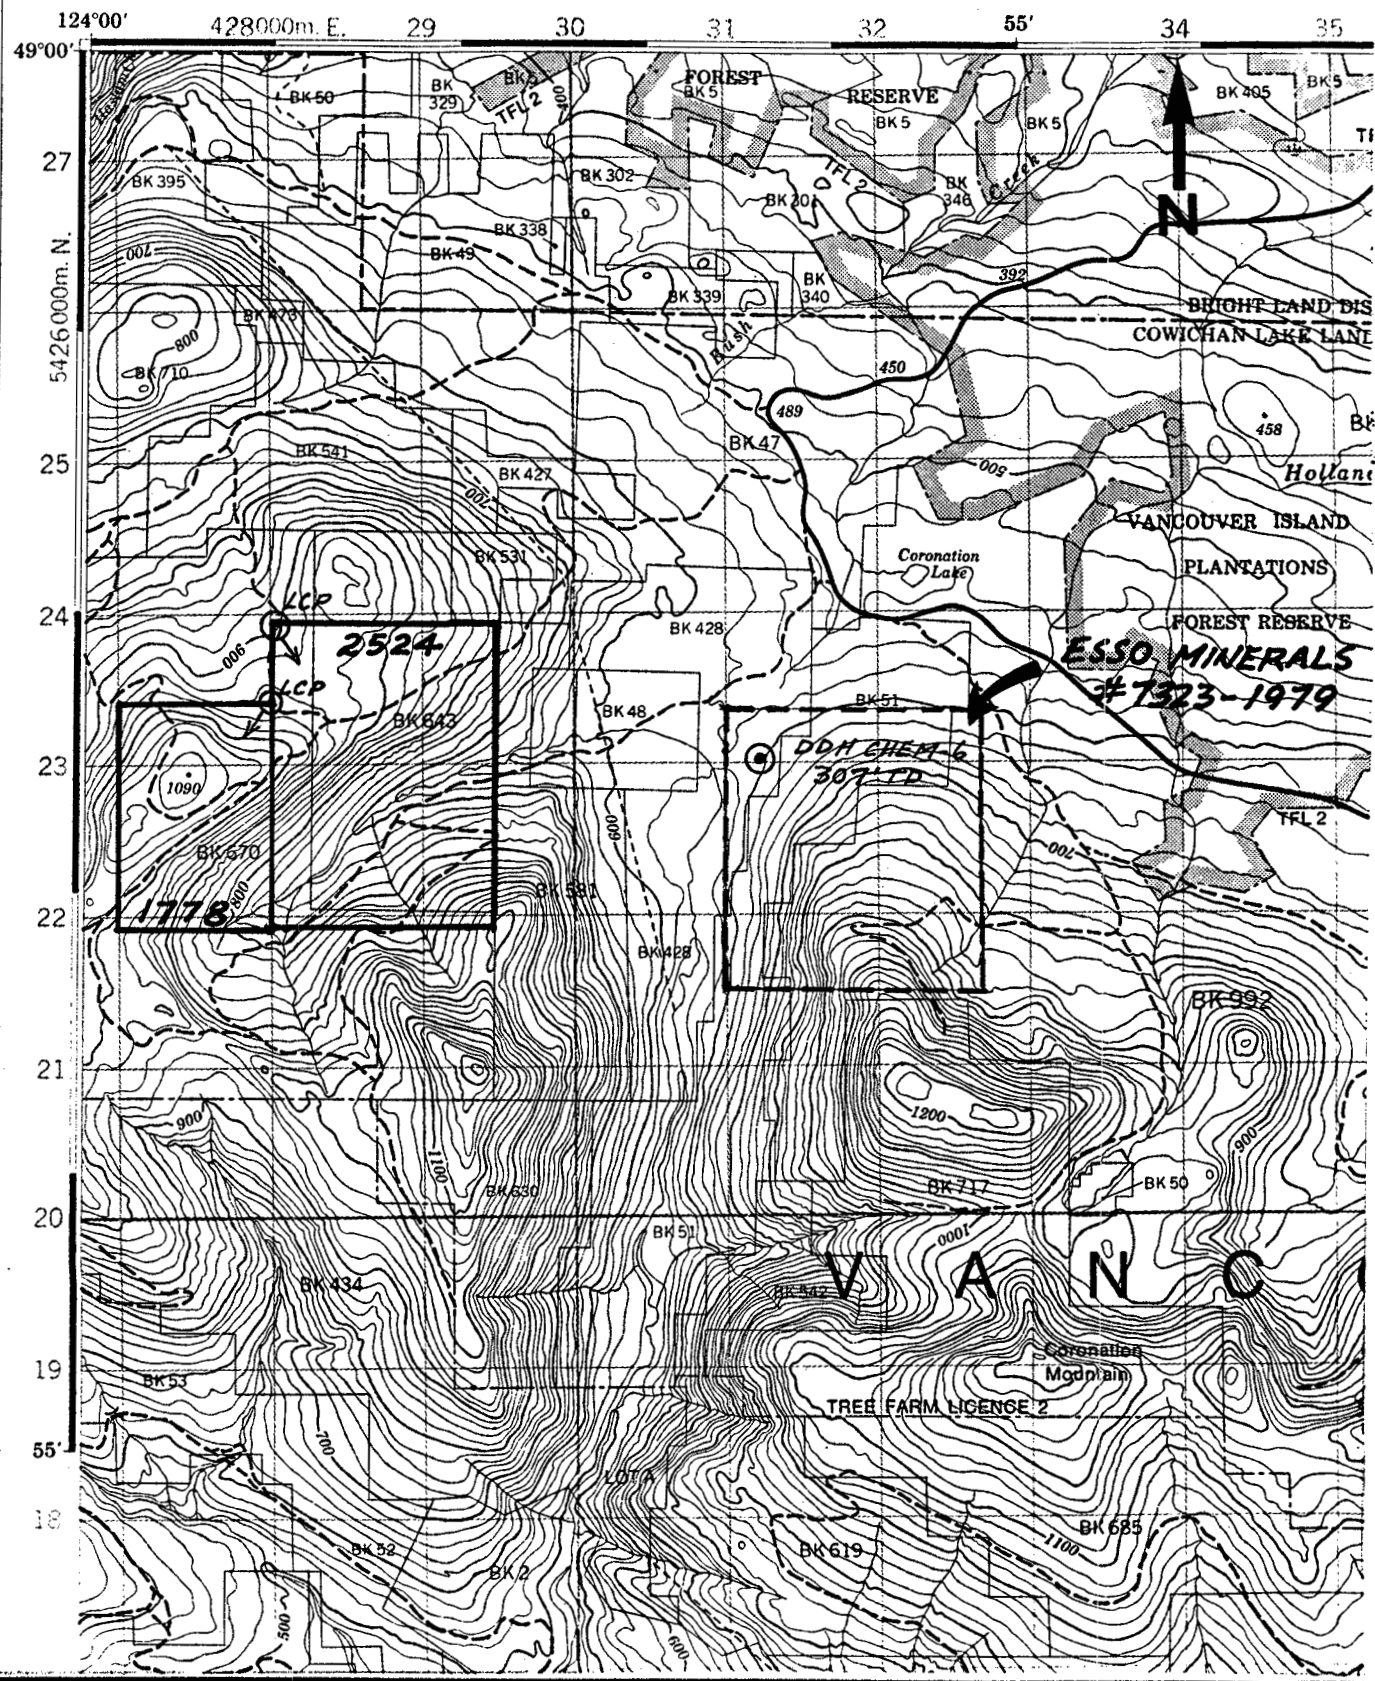 124°00' 428000m. E. 29 30 31 32 55' 34 35
49°00'
FOREST
BK 5
BK 50
BK 329
BK 5
TFL 2
RESERVE
BK 5
BK 5
BK 405
BK 5
27
BK 395
BK 302
TFL 2
BK 346
Creek
N
BK 338
BK 49
700
392
BK 339
BK 340
BRIGHT LAND DIS
COWICHAN LAKE LAND
5426000m. N.
BK 473
800
BK 710
Bush
450
489
458
BK 47
BK 541
25
BK 427
700
500
Holland
VANCOUVER ISLAND
PLANTATIONS
FOREST RESERVE
BK 531
Coronation
Lake
24
LCP
2524
BK 428
900
LCP
ESSO MINERALS
#7323-1979
BK 643
BK 48
BK 51
23
DDH CHEM-6
307' TD
1090
600
TFL 2
BK 670
800
700
1778
22
BK 581
BK 428
BK 992
21
900
1200
1100
900
BK 630
BK 717
BK 50
20
BK 51
1000
V A N C
BK 434
BK 542
19
Coronation
Mountain
BK 53
TREE FARM LICENCE 2
55'
700
LOT A
18
BK 52
BK 2
BK 619
BK 685
1100
500
600